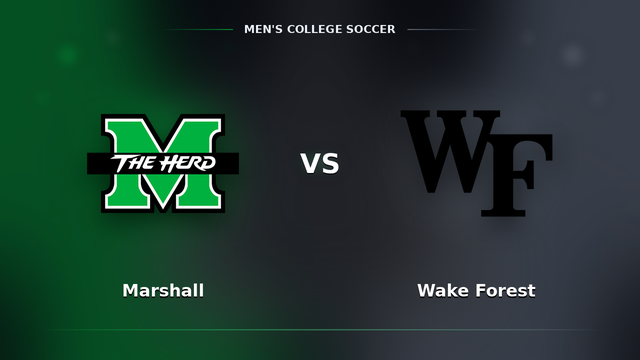 MEN'S COLLEGE SOCCER
THE HERD
M
WF
VS
Marshall
Wake Forest